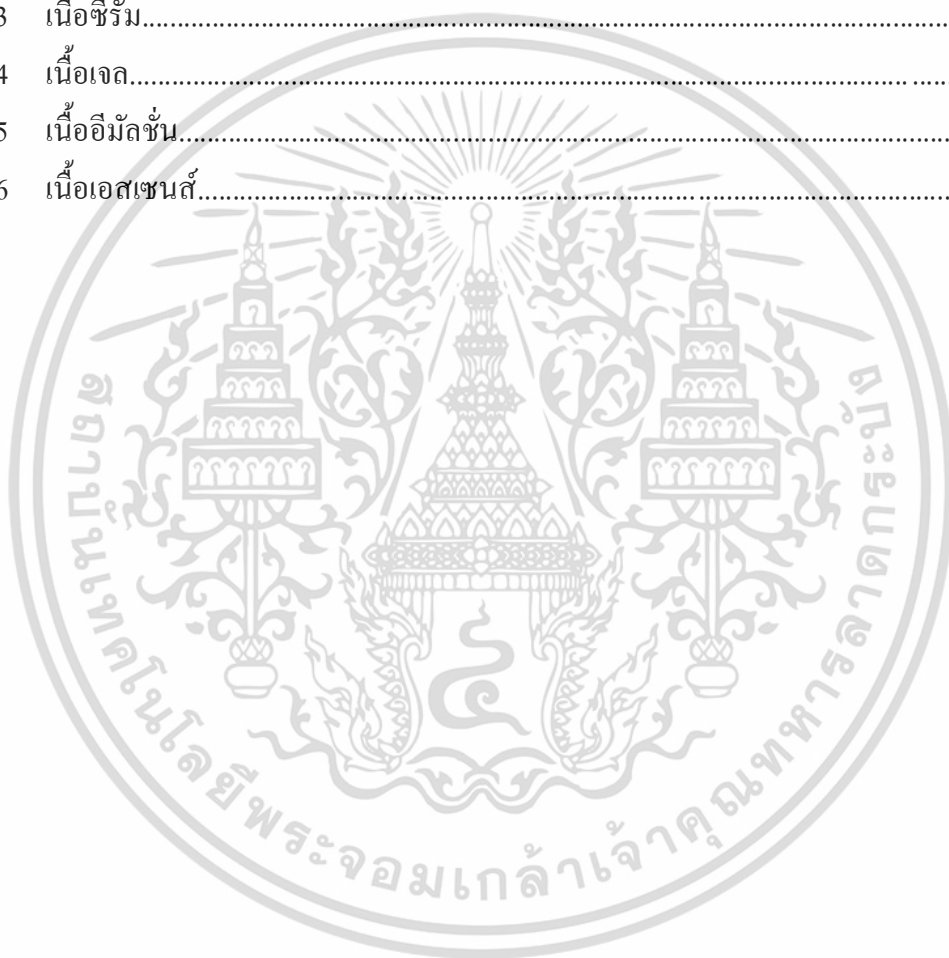 3 เนื้อซีรั่ม........................................................................................................
4 เนื้อเจล........................................................................................................
5 เนื้ออีมัลชั่น........................................................................................................
6 เนื้อเอสเซนส์........................................................................................................
สถาบันเทคโนโลยีพระจอมเกล้าเจ้าคุณทหารลาดกระบัง